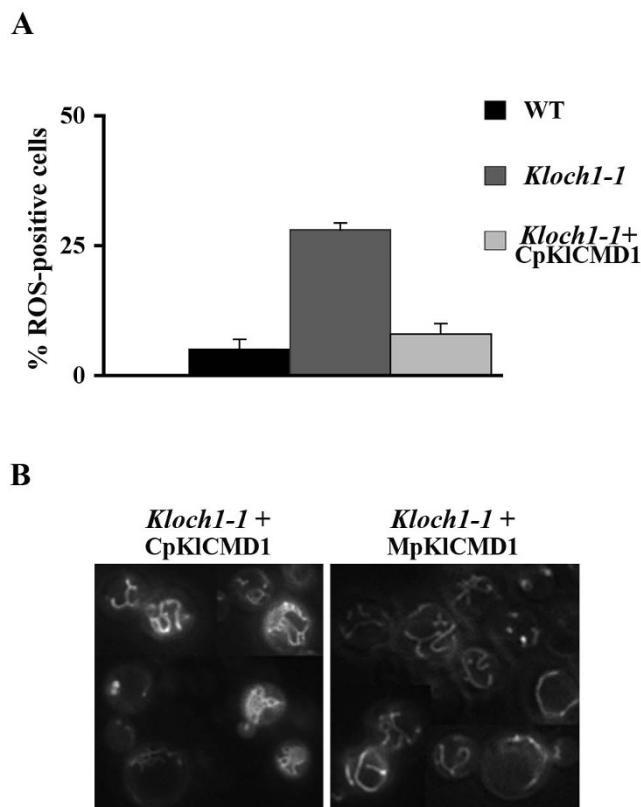 A
% ROS-positive cells
50
25
0
WT
Kloch1-1
Kloch1-1+
CpKlCMD1
B
Kloch1-1 +
CpKlCMD1
Kloch1-1 +
MpKlCMD1